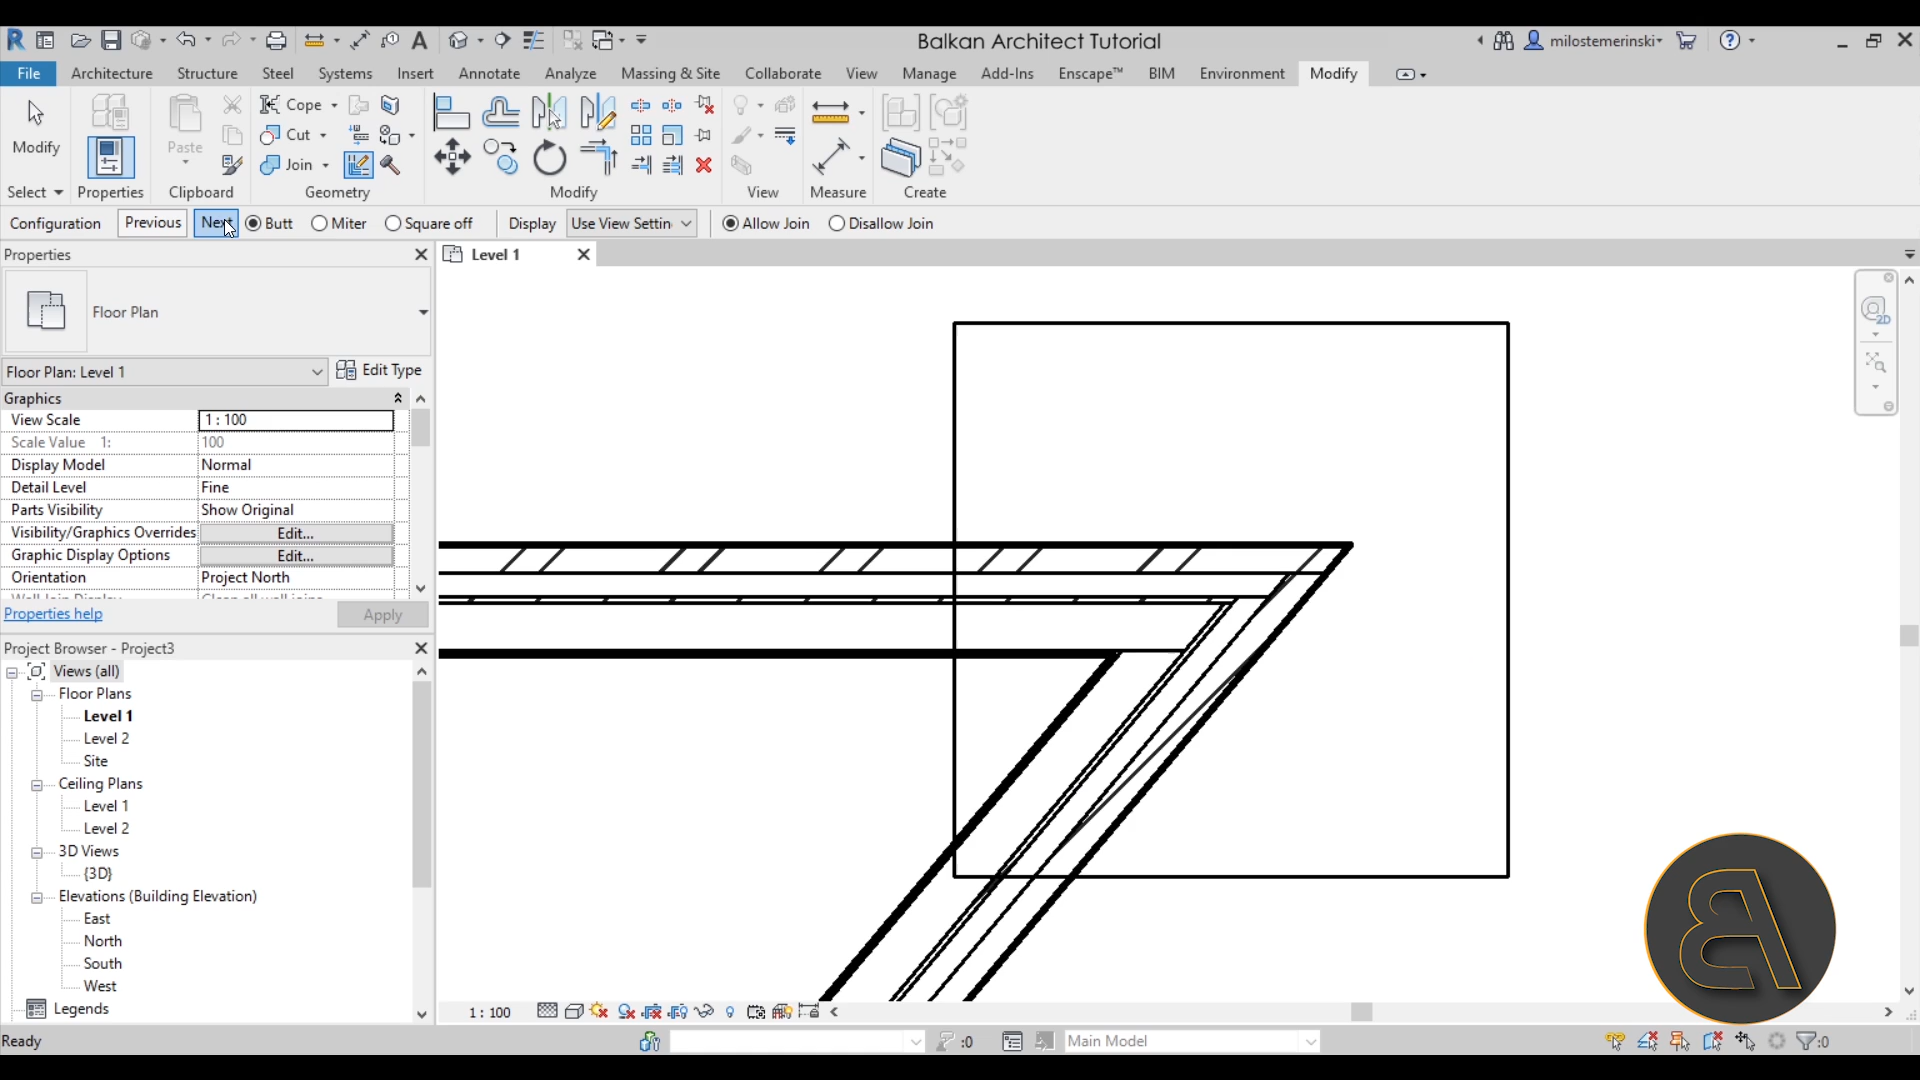 Balkan Architect Tutorial
milostemerinski
File Architecture Structure Steel Systems Insert Annotate Analyze Massing & Site Collaborate View Manage Add-Ins Enscape™ BIM Environment Modify
Cope
Modify Paste Cut
Join
Select Properties Clipboard Geometry Modify View Measure Create
Configuration Previous Next Butt Miter Square off Display Use View Settin Allow Join Disallow Join
Properties
Level 1
Floor Plan
2D
Floor Plan: Level 1 Edit Type
Graphics
View Scale 1 : 100
Scale Value 1: 100
Display Model Normal
Detail Level Fine
Parts Visibility Show Original
Visibility/Graphics Overrides Edit...
Graphic Display Options Edit...
Orientation Project North
Properties help Apply
Project Browser - Project3
Views (all)
Floor Plans
Level 1
Level 2
Site
Ceiling Plans
Level 1
Level 2
3D Views
{3D}
Elevations (Building Elevation)
East
North
South
West
Legends
1 : 100
Ready :0 Main Model :0